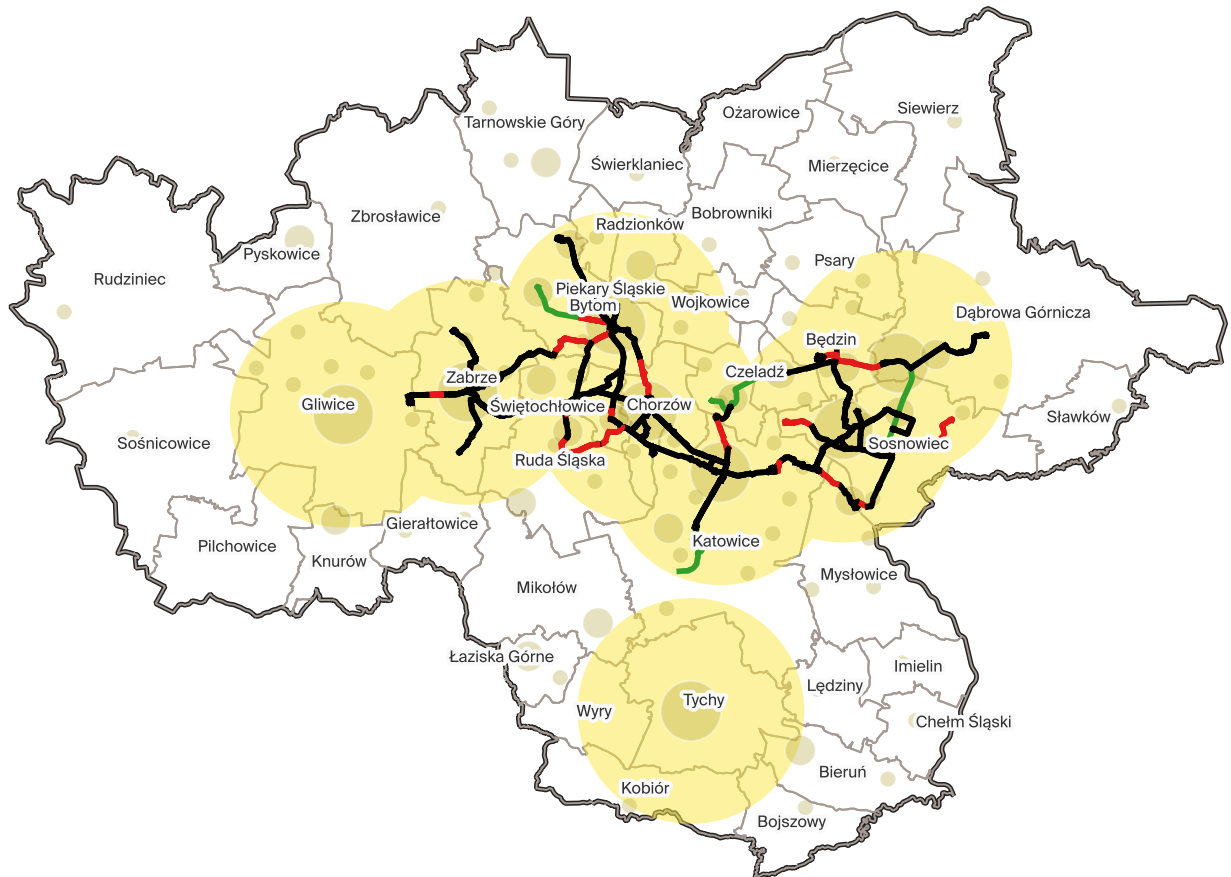 Siewierz
Ożarowice
Tarnowskie Góry
Świerklaniec
Mierzęcice
Zbrosławice
Bobrowniki
Radzionków
Pyskowice
Psary
Rudziniec
Piekary Śląskie
Wojkowice
Bytom
Dąbrowa Górnicza
Będzin
Czeladź
Zabrze
Gliwice
Świętochłowice
Chorzów
Sławków
Sośnicowice
Sosnowiec
Ruda Śląska
Gierałtowice
Katowice
Pilchowice
Knurów
Mysłowice
Mikołów
Łaziska Górne
Imielin
Lędziny
Tychy
Wyry
Chełm Śląski
Bieruń
Kobiór
Bojszowy